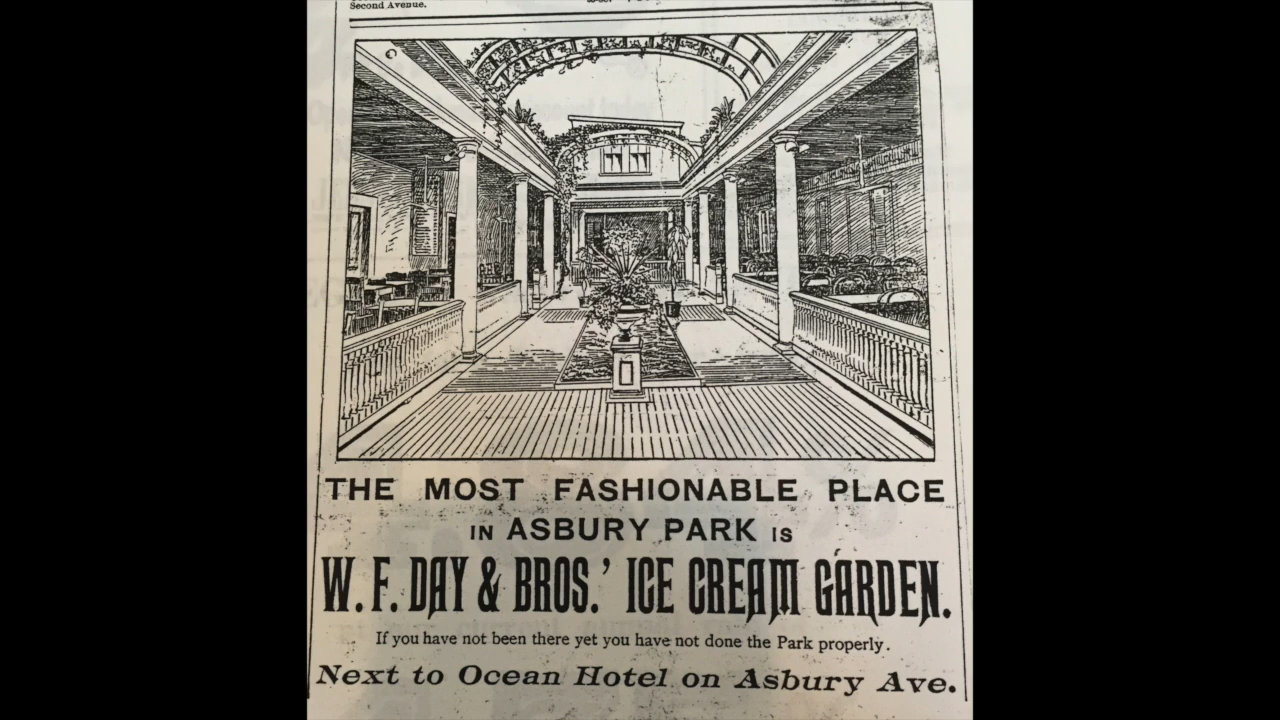 Second Avenue.
THE MOST FASHIONABLE PLACE
IN ASBURY PARK IS
W. F. DAY & BROS.' ICE CREAM GARDEN.
If you have not been there yet you have not done the Park properly.
Next to Ocean Hotel on Asbury Ave.